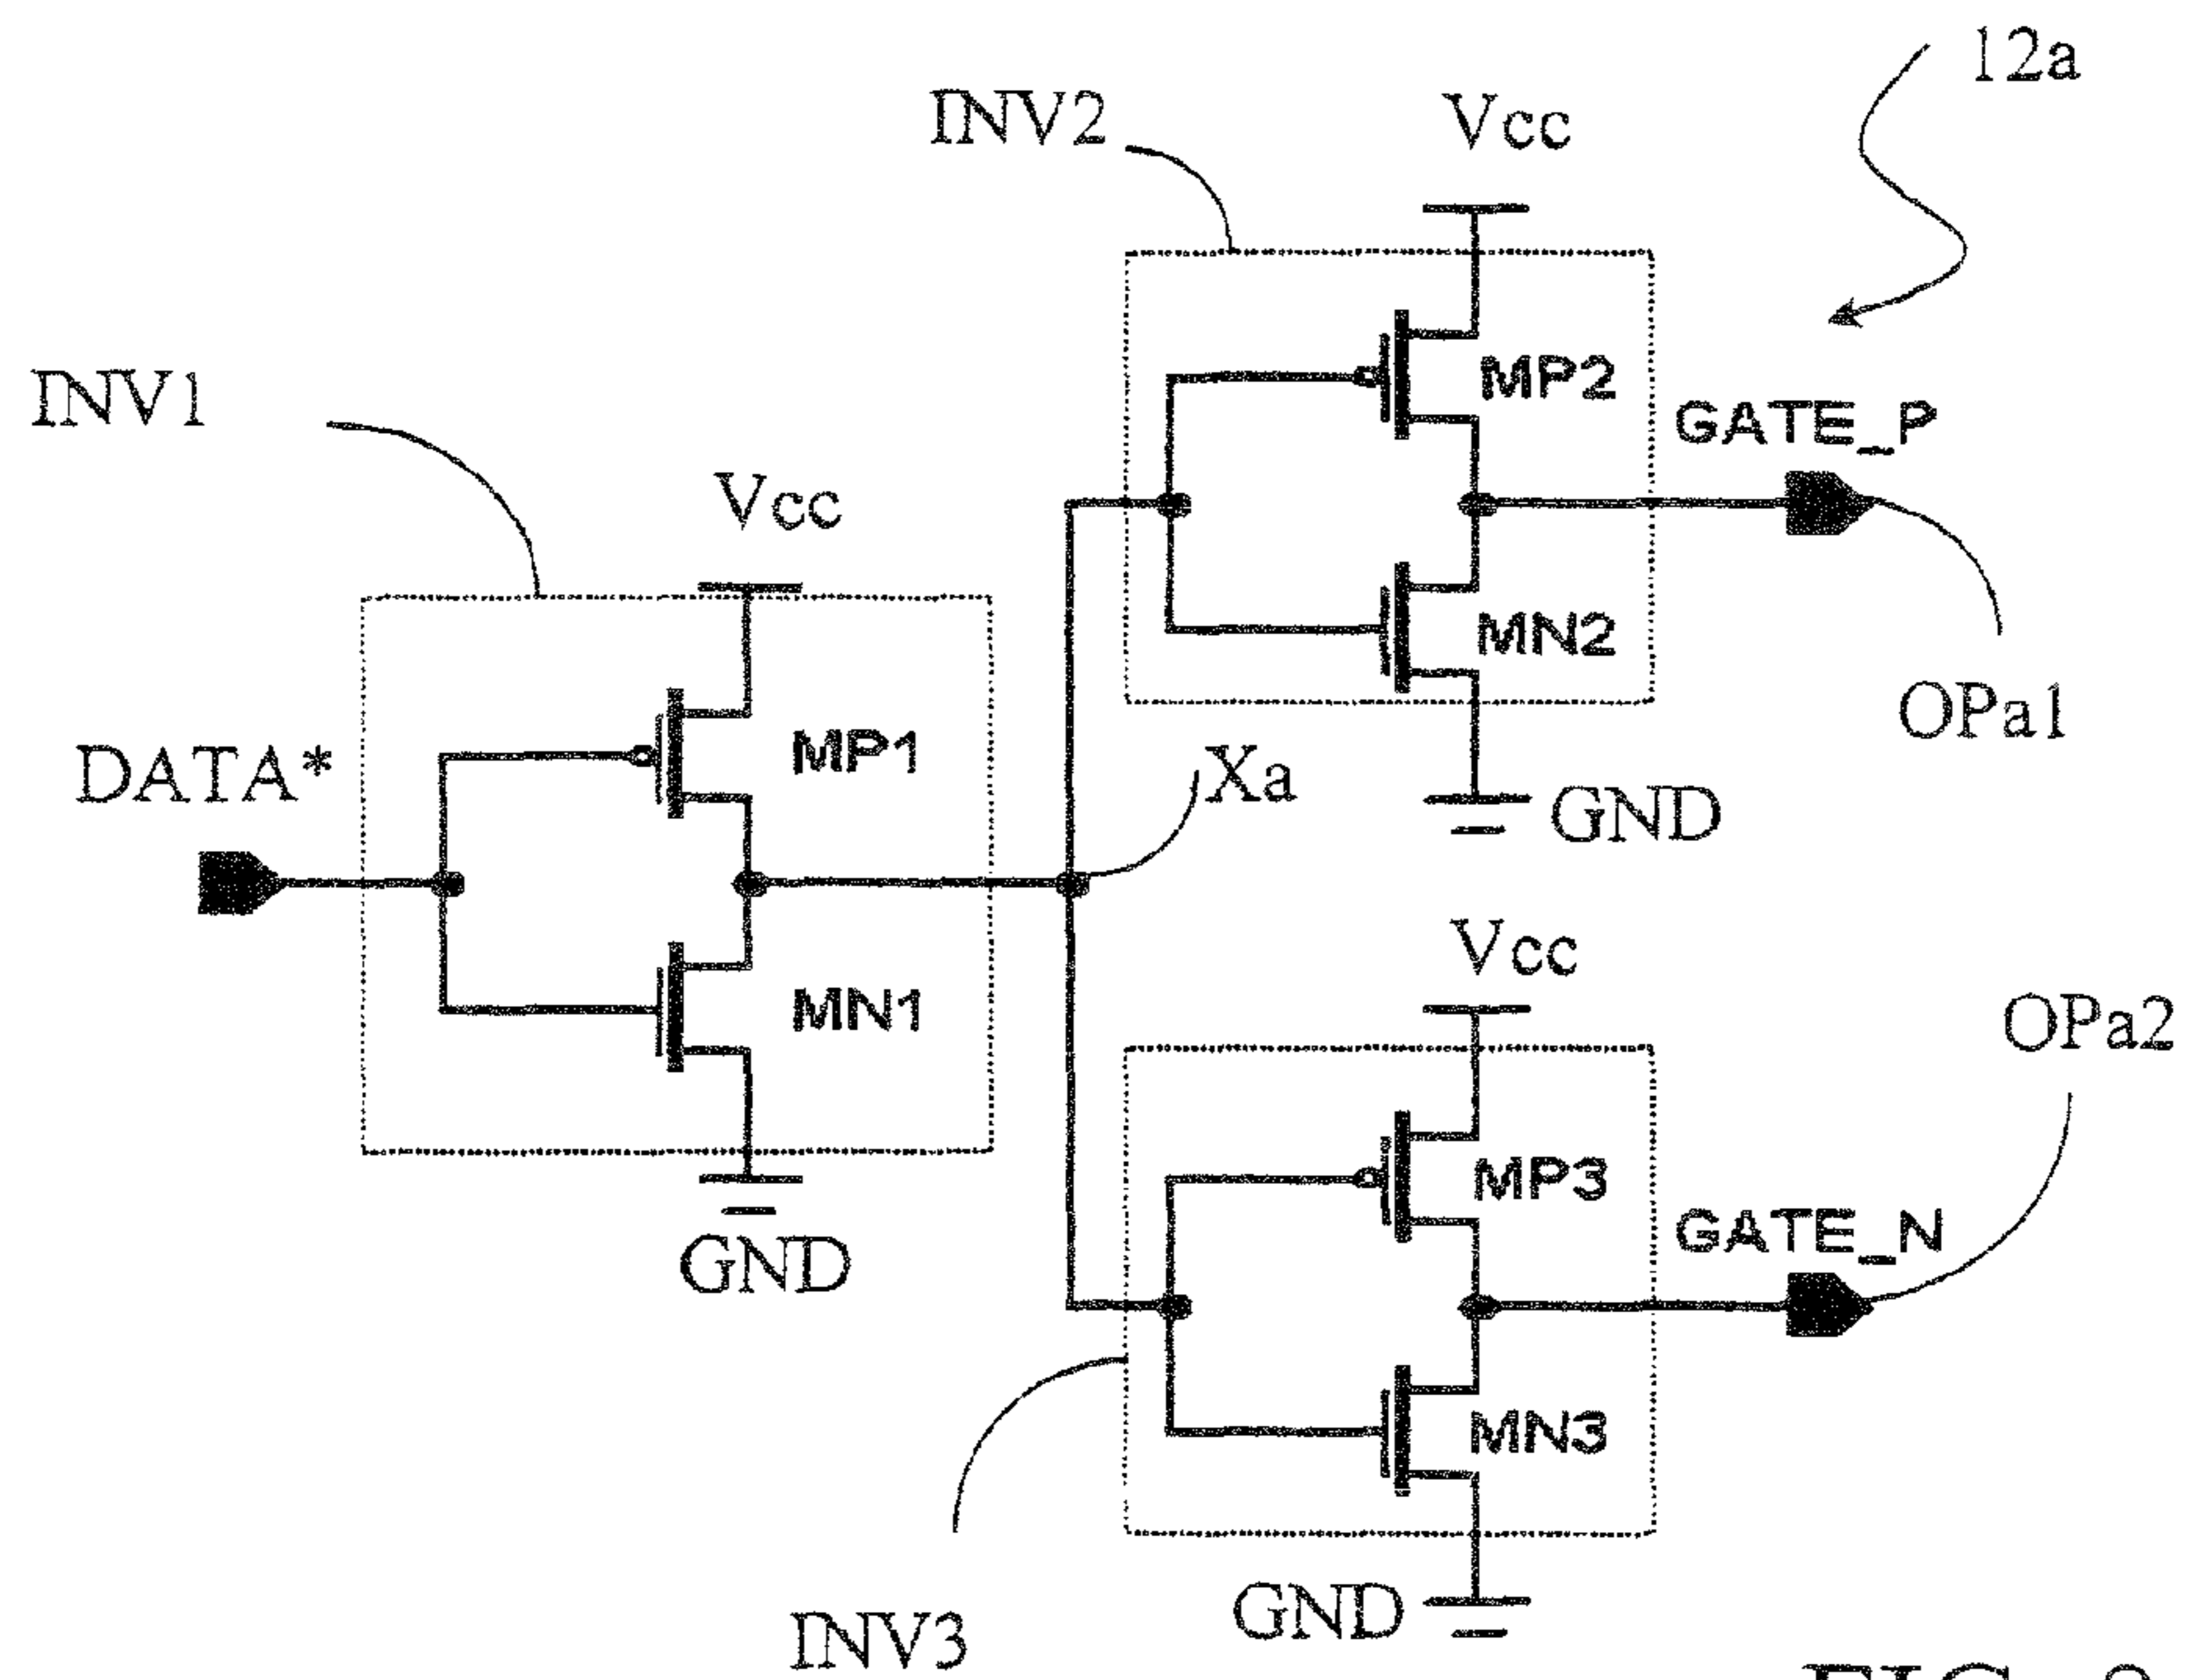 12a
INV2
Vcc
INV1
MP2
GATE_P
Vcc
MN2
OPa1
DATA*
MP1
Xa
GND
MN1
Vcc
OPa2
MP3
GATE_N
GND
MN3
GND
INV3